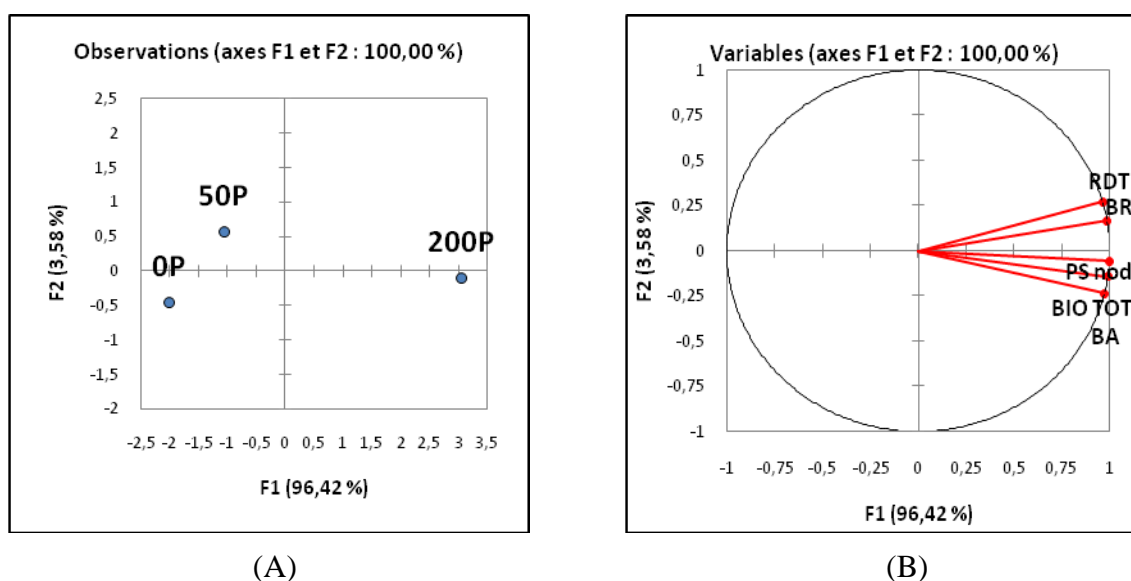 Observations (axes F1 et F2 : 100,00 %)
2,5
2
1,5
1
0,5
0
-0,5
-1
-1,5
-2
F2 (3,58 %)
50P
200P
0P
-2,5 -2 -1,5 -1 -0,5 0 0,5 1 1,5 2 2,5 3 3,5
F1 (96,42 %)
(A)
Variables (axes F1 et F2 : 100,00 %)
1
0,75
0,5
0,25
0
-0,25
-0,5
-0,75
-1
F2 (3,58 %)
RDT
BR
PS nod
BIO TOT
BA
-1 -0,75 -0,5 -0,25 0 0,25 0,5 0,75 1
F1 (96,42 %)
(B)